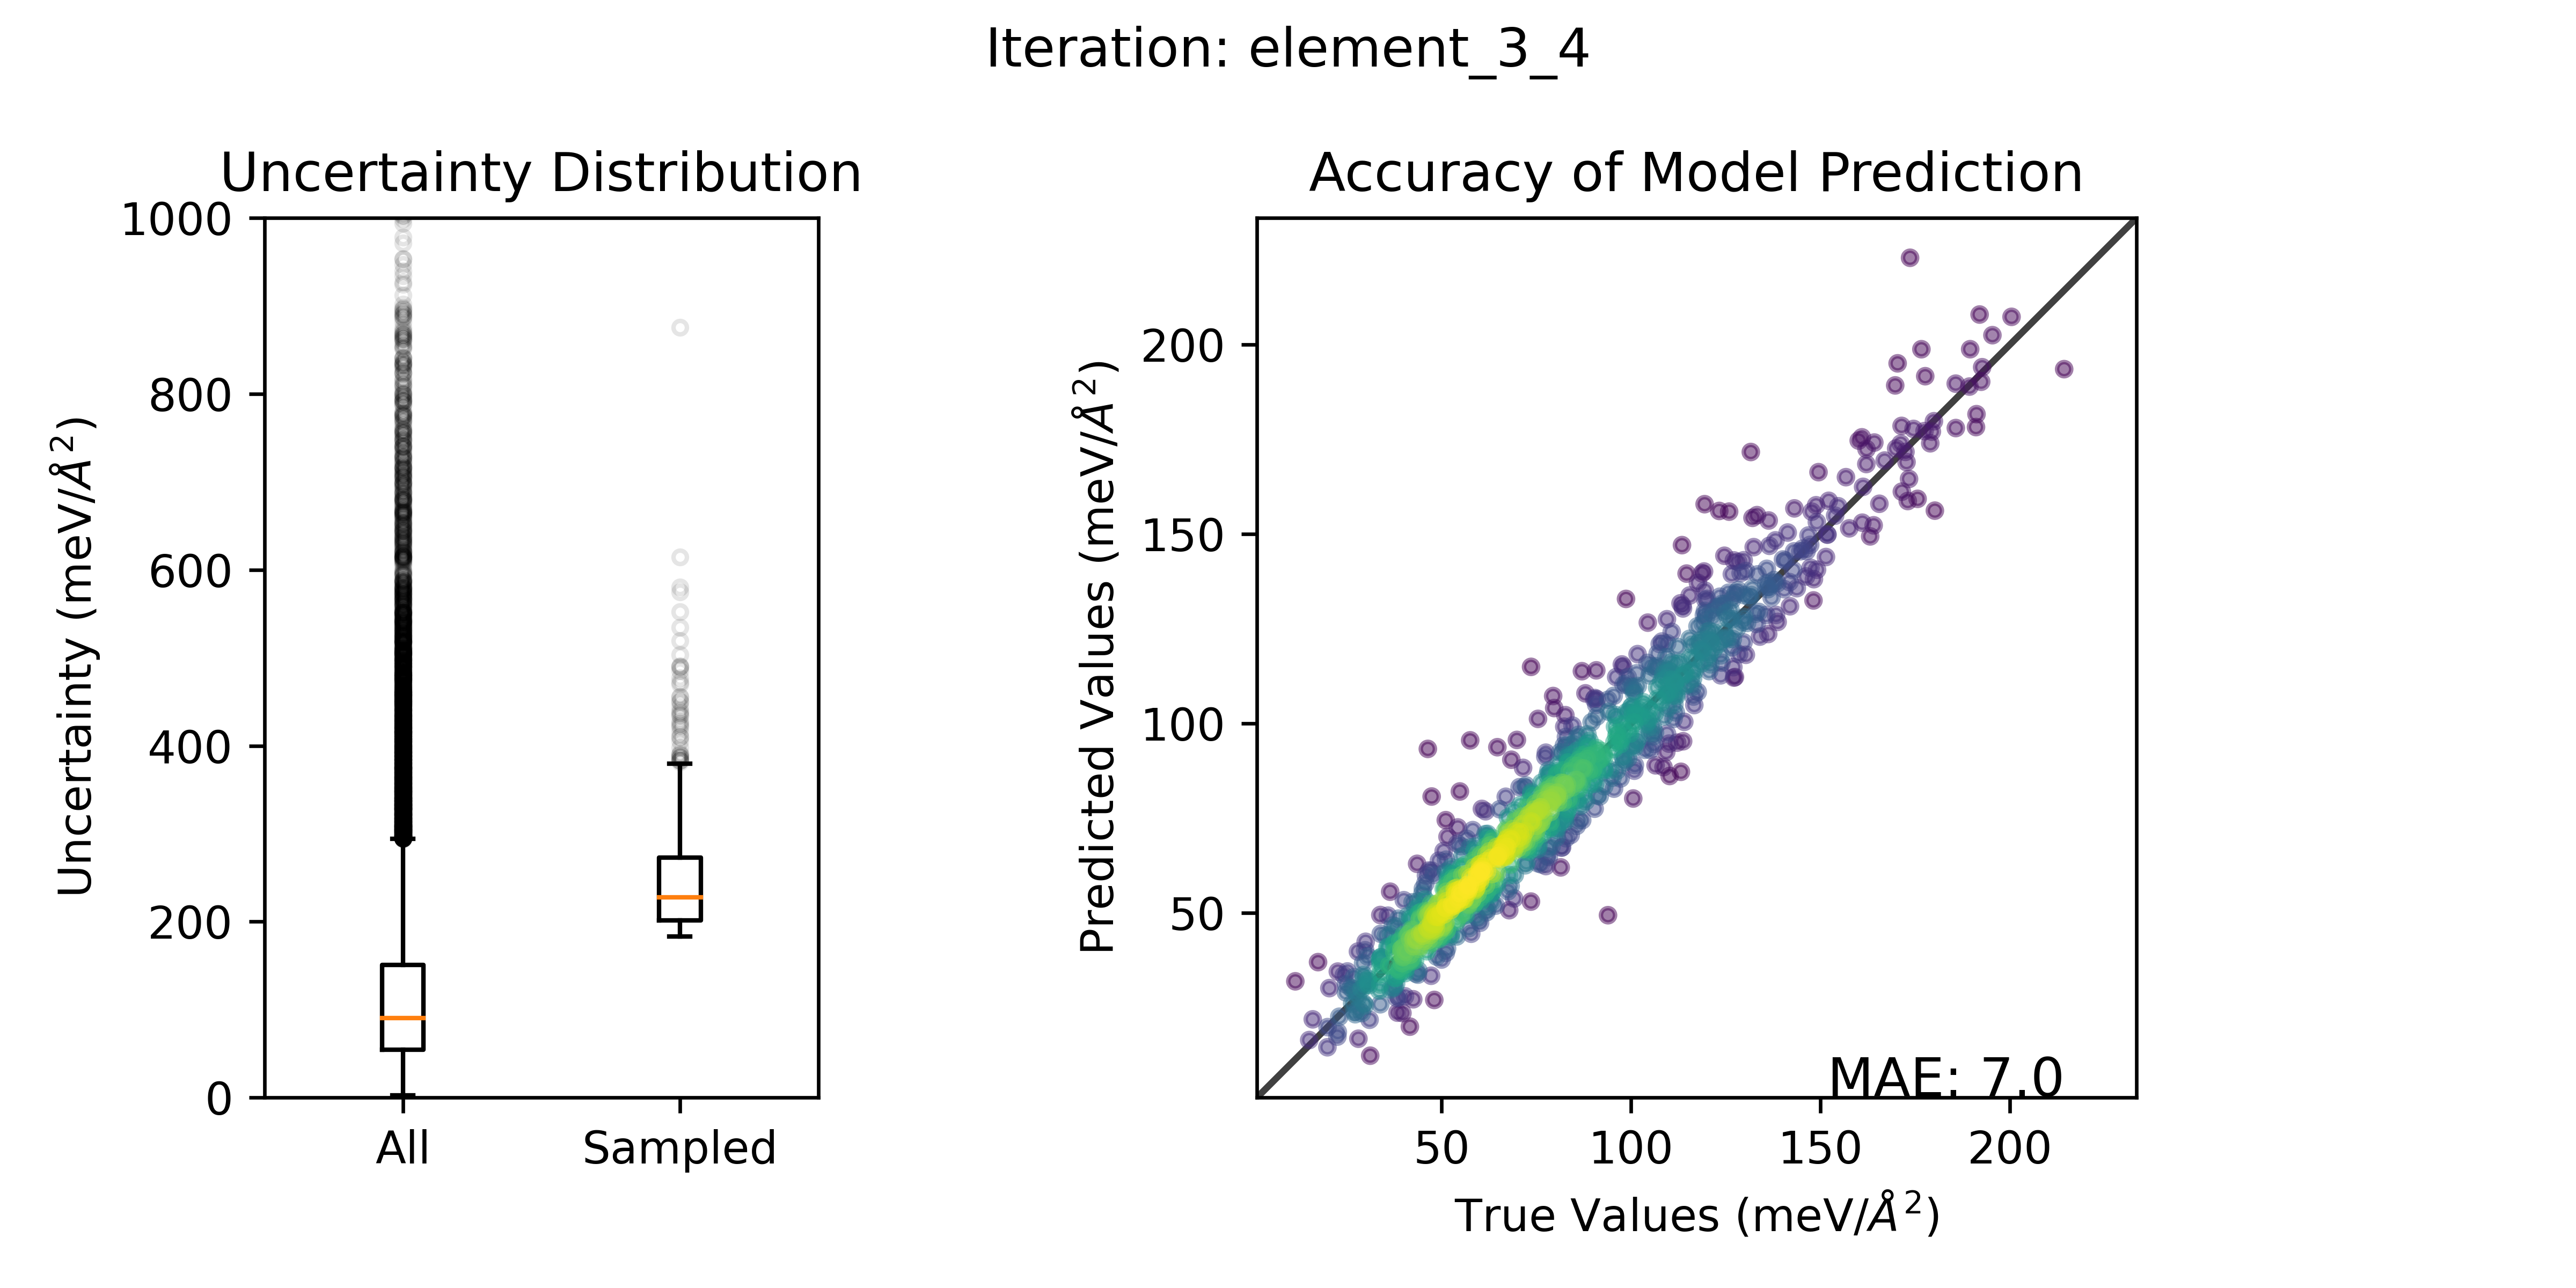 Iteration: element_3_4
Uncertainty Distribution
Uncertainty (meV/Å²)
1000
800
600
400
200
0
All
Sampled
Accuracy of Model Prediction
Predicted Values (meV/Å²)
200
150
100
50
MAE: 7.0
50
100
150
200
True Values (meV/Å²)